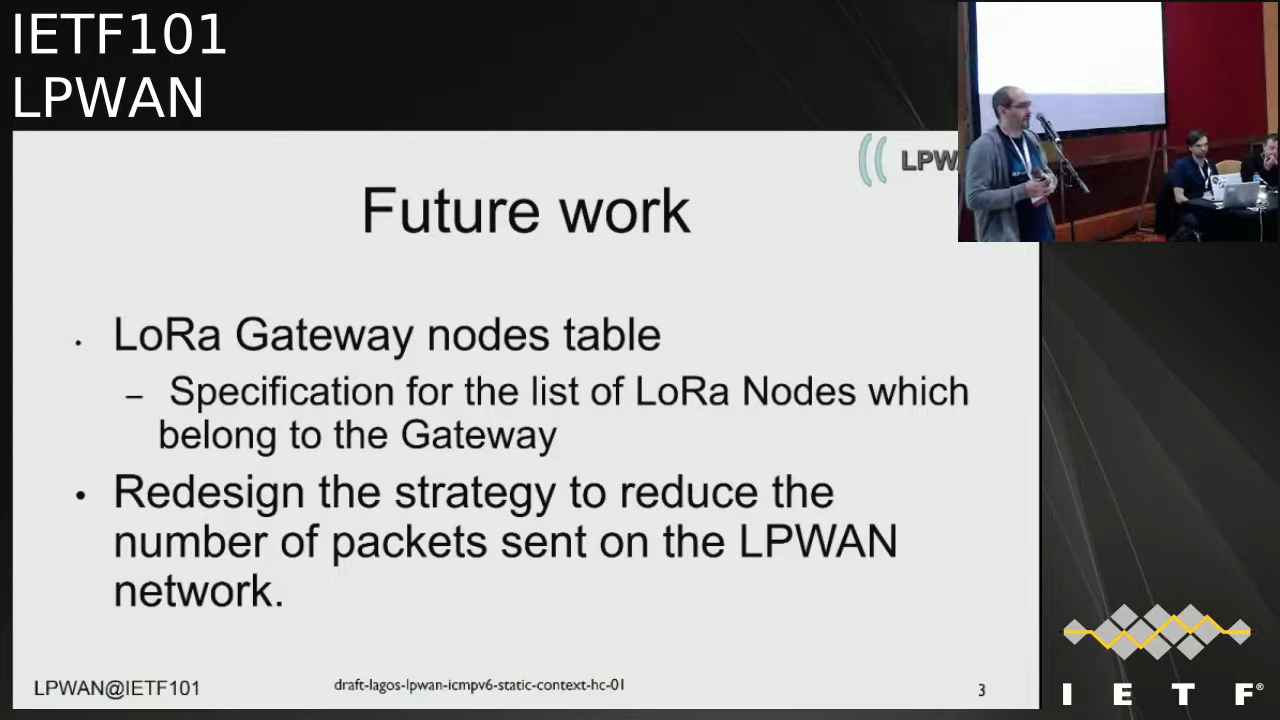 IETF101
LPWAN
LPW
Future work
• LoRa Gateway nodes table
– Specification for the list of LoRa Nodes which
belong to the Gateway
• Redesign the strategy to reduce the
number of packets sent on the LPWAN
network.
LPWAN@IETF101
draft-lagos-lpwan-icmpv6-static-context-hc-01
3
I E T F®